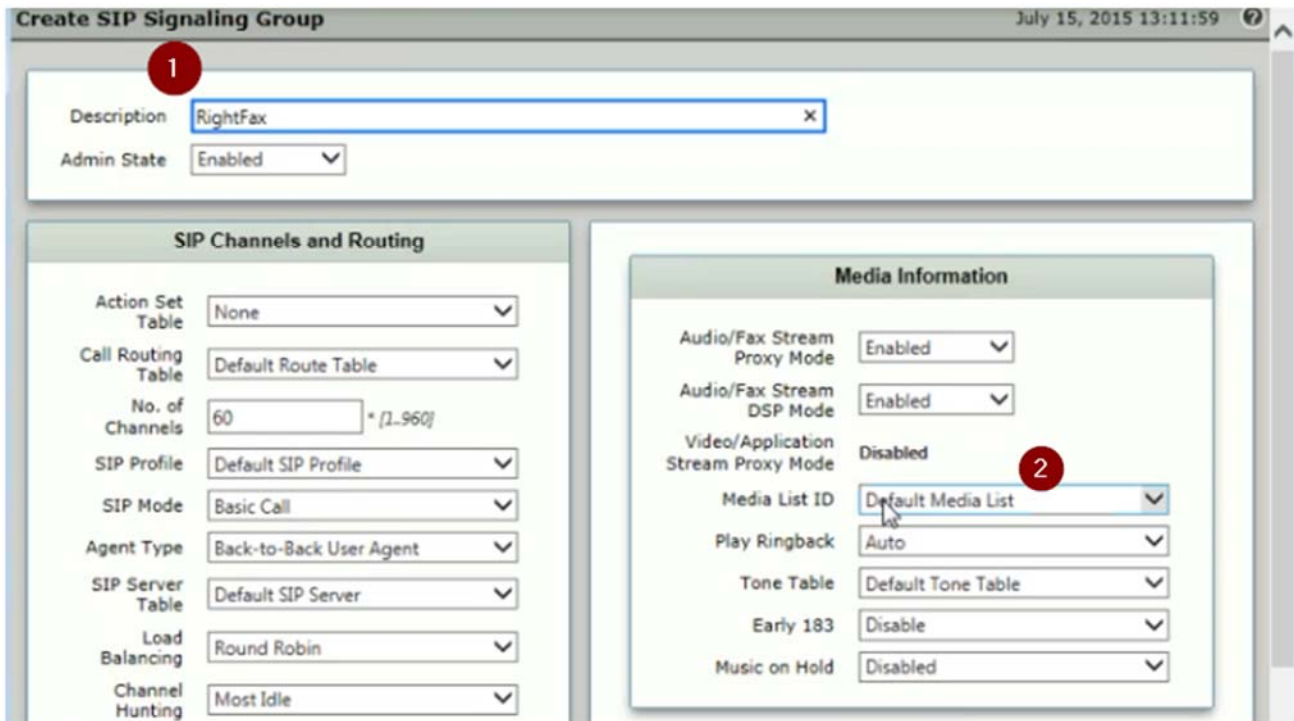 Create SIP Signaling Group
July 15, 2015 13:11:59
?
1
Description
RightFax
×
Admin State
Enabled
SIP Channels and Routing
Action Set
Table
None
Call Routing
Table
Default Route Table
No. of
Channels
60
* [1..960]
SIP Profile
Default SIP Profile
SIP Mode
Basic Call
Agent Type
Back-to-Back User Agent
SIP Server
Table
Default SIP Server
Load
Balancing
Round Robin
Channel
Hunting
Most Idle
Media Information
Audio/Fax Stream
Proxy Mode
Enabled
Audio/Fax Stream
DSP Mode
Enabled
Video/Application
Stream Proxy Mode
Disabled
2
Media List ID
Default Media List
Play Ringback
Auto
Tone Table
Default Tone Table
Early 183
Disable
Music on Hold
Disabled